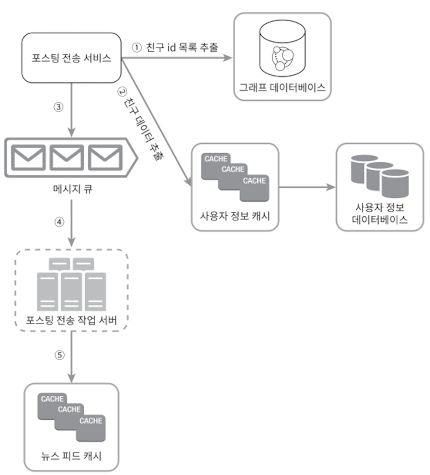 포스팅 전송 서비스
① 친구 id 목록 추출
그래프 데이터베이스
② 친구 데이터 추출
③
메시지 큐
CACHE
CACHE
CACHE
사용자 정보 캐시
사용자 정보
데이터베이스
④
포스팅 전송 작업 서버
⑤
CACHE
CACHE
CACHE
뉴스 피드 캐시